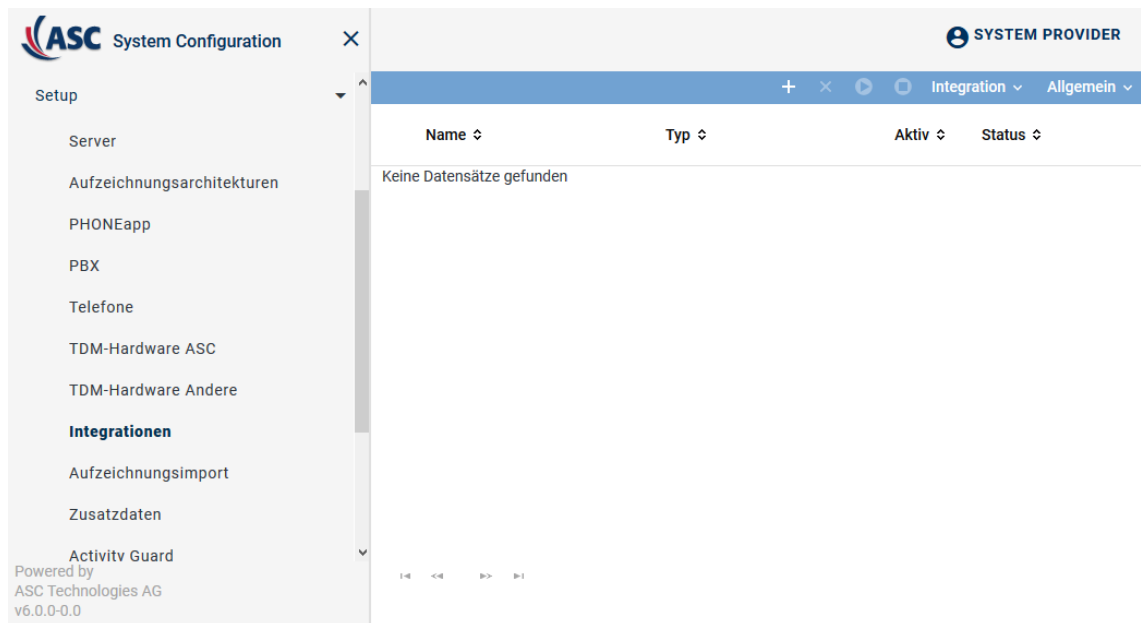 ASC System Configuration
SYSTEM PROVIDER
Setup
Integration Allgemein
Server
Name Typ Aktiv Status
Aufzeichnungsarchitekturen
Keine Datensätze gefunden
PHONEapp
PBX
Telefone
TDM-Hardware ASC
TDM-Hardware Andere
Integrationen
Aufzeichnungsimport
Zusatzdaten
Activity Guard
Powered by
ASC Technologies AG
v6.0.0-0.0